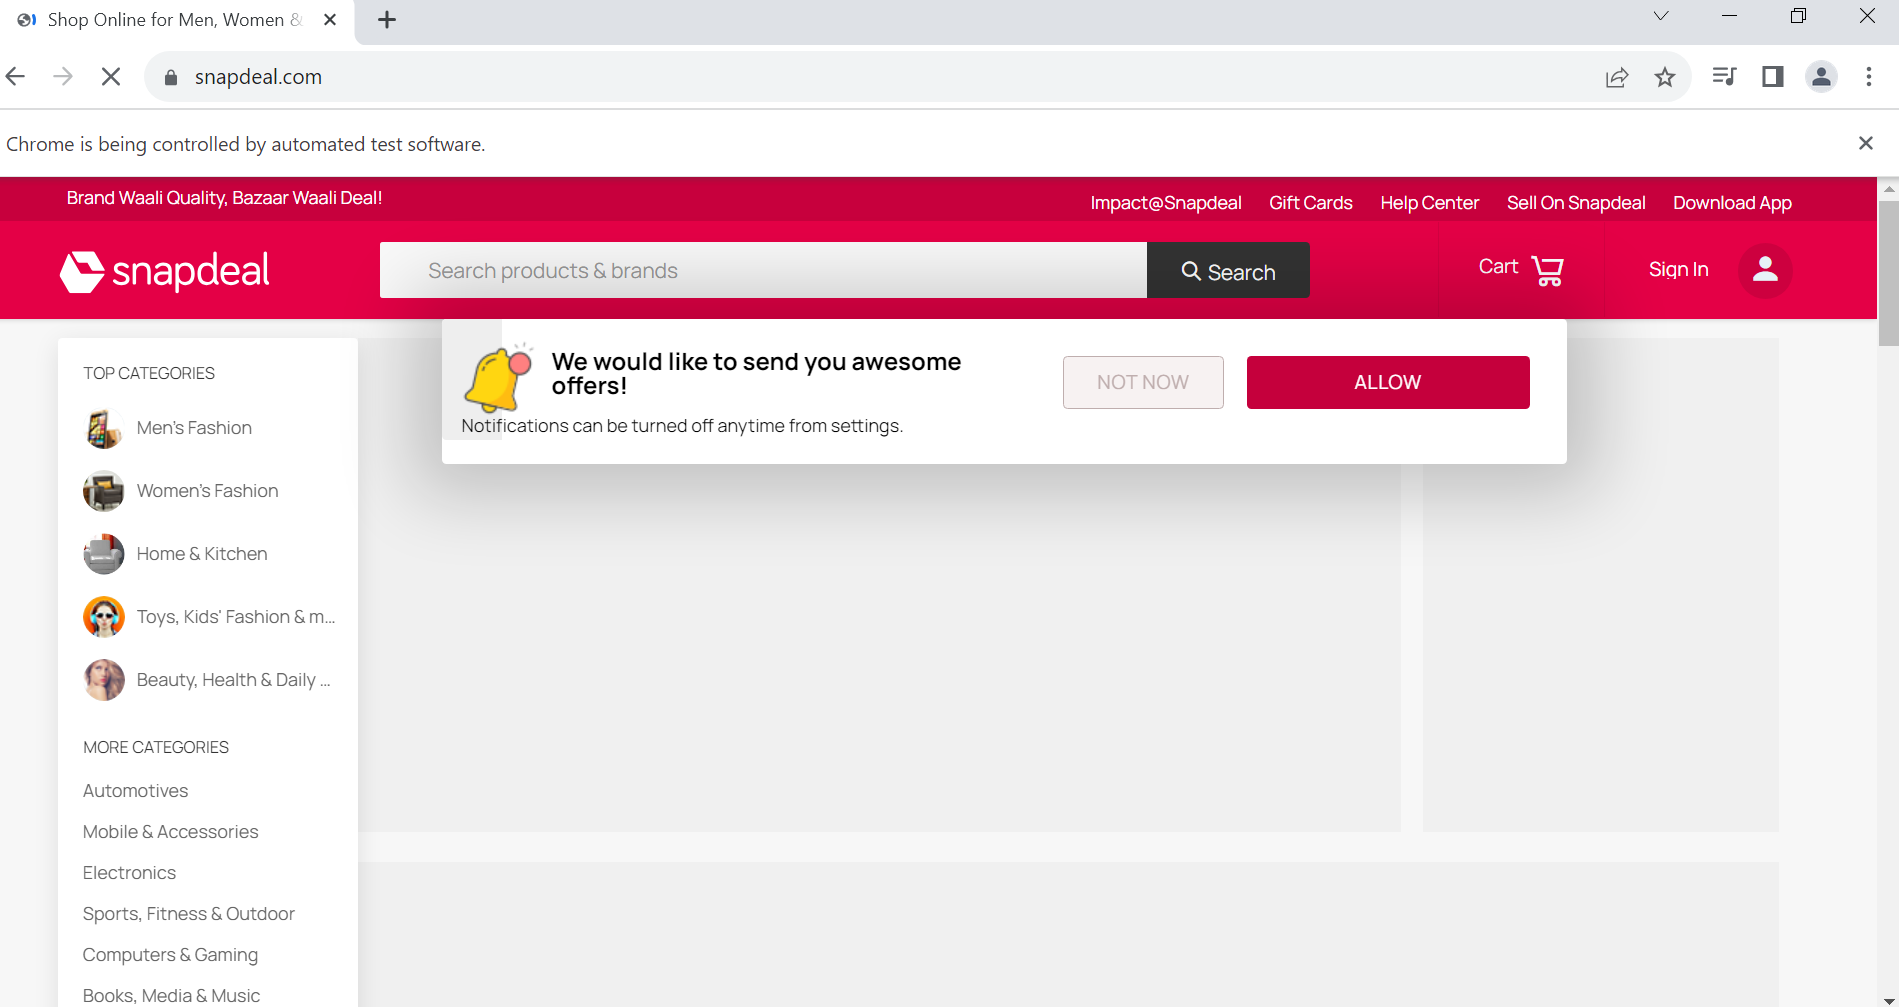 Shop Online for Men, Women &
snapdeal.com
Chrome is being controlled by automated test software.
Brand Waali Quality, Bazaar Waali Deal!
Impact@Snapdeal Gift Cards Help Center Sell On Snapdeal Download App
snapdeal
Search products & brands
Search
Cart
Sign In
We would like to send you awesome
offers!
Notifications can be turned off anytime from settings.
NOT NOW
ALLOW
TOP CATEGORIES
Men's Fashion
Women's Fashion
Home & Kitchen
Toys, Kids' Fashion & m...
Beauty, Health & Daily ...
MORE CATEGORIES
Automotives
Mobile & Accessories
Electronics
Sports, Fitness & Outdoor
Computers & Gaming
Books, Media & Music